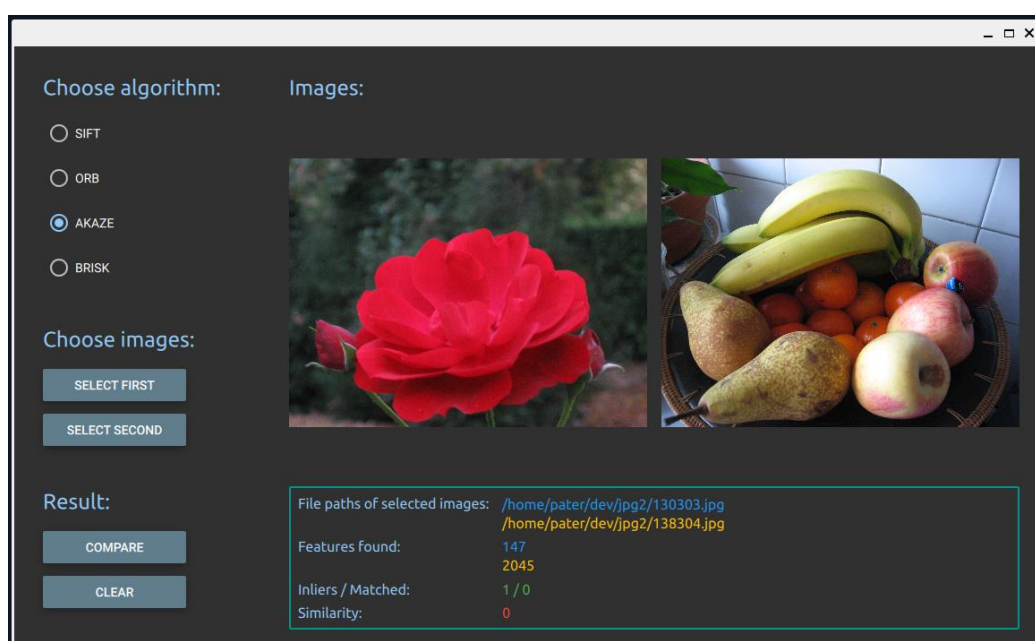 Choose algorithm:
SIFT
ORB
AKAZE
BRISK
Choose images:
SELECT FIRST
SELECT SECOND
Result:
COMPARE
CLEAR
Images:
File paths of selected images: /home/pater/dev/jpg2/130303.jpg
/home/pater/dev/jpg2/138304.jpg
Features found: 147
2045
Inliers / Matched: 1 / 0
Similarity: 0